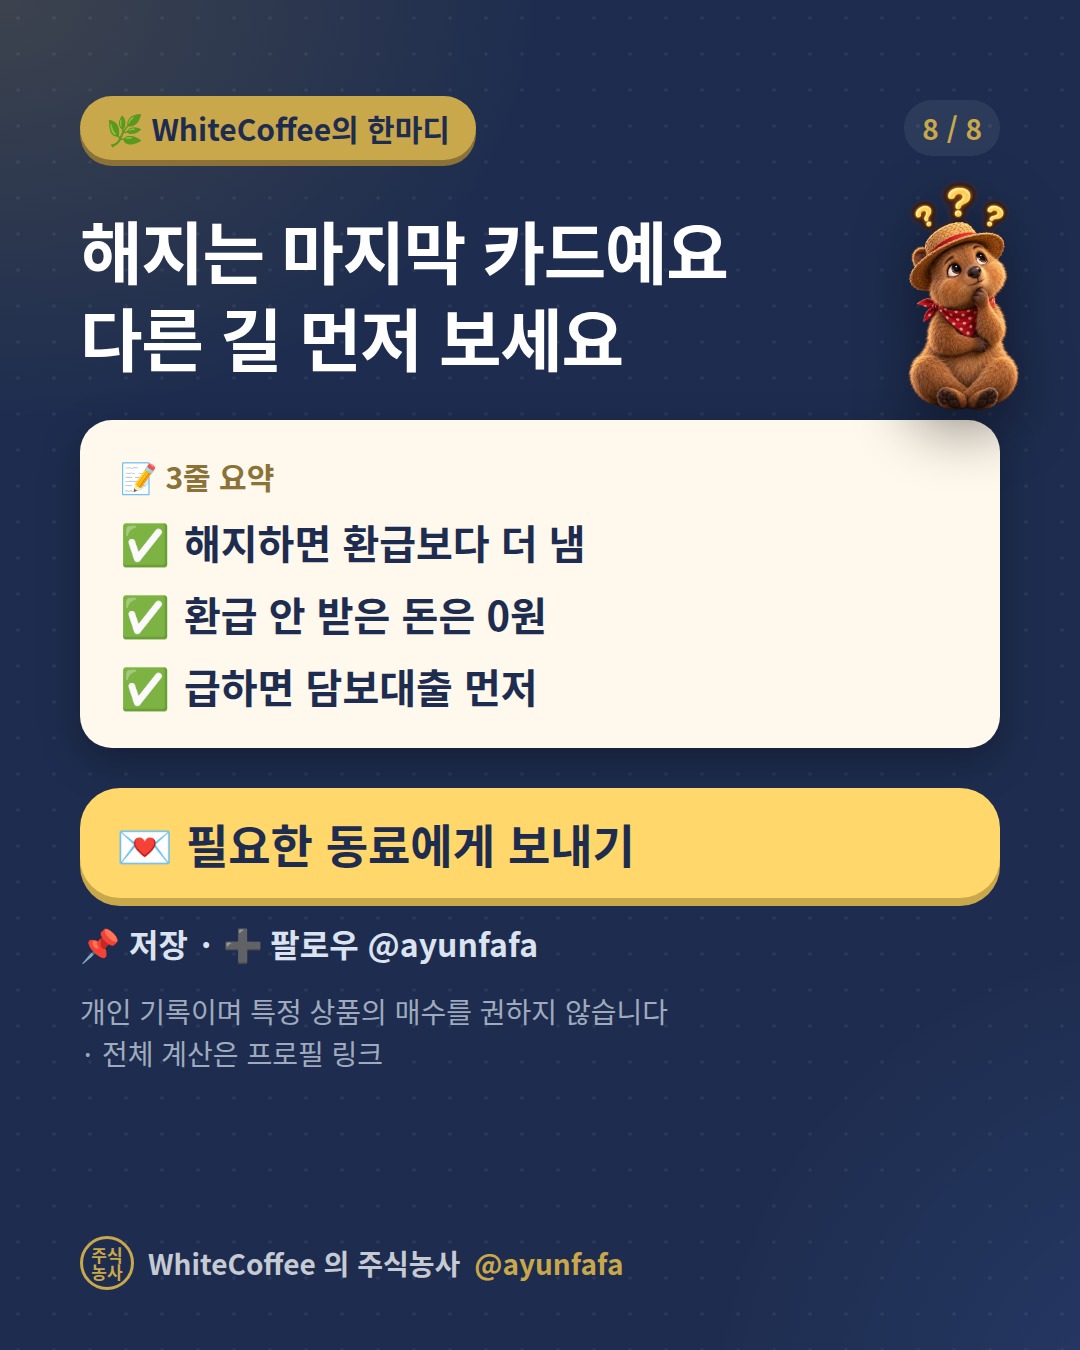 🌿 WhiteCoffee의 한마디
8 / 8
? ? ?
해지는 마지막 카드예요
다른 길 먼저 보세요
📝 3줄 요약
✅ 해지하면 환급보다 더 냄
✅ 환급 안 받은 돈은 0원
✅ 급하면 담보대출 먼저
💌 필요한 동료에게 보내기
📌 저장 · ➕ 팔로우 @ayunfafa
개인 기록이며 특정 상품의 매수를 권하지 않습니다
· 전체 계산은 프로필 링크
주식
농사
WhiteCoffee 의 주식농사 @ayunfafa